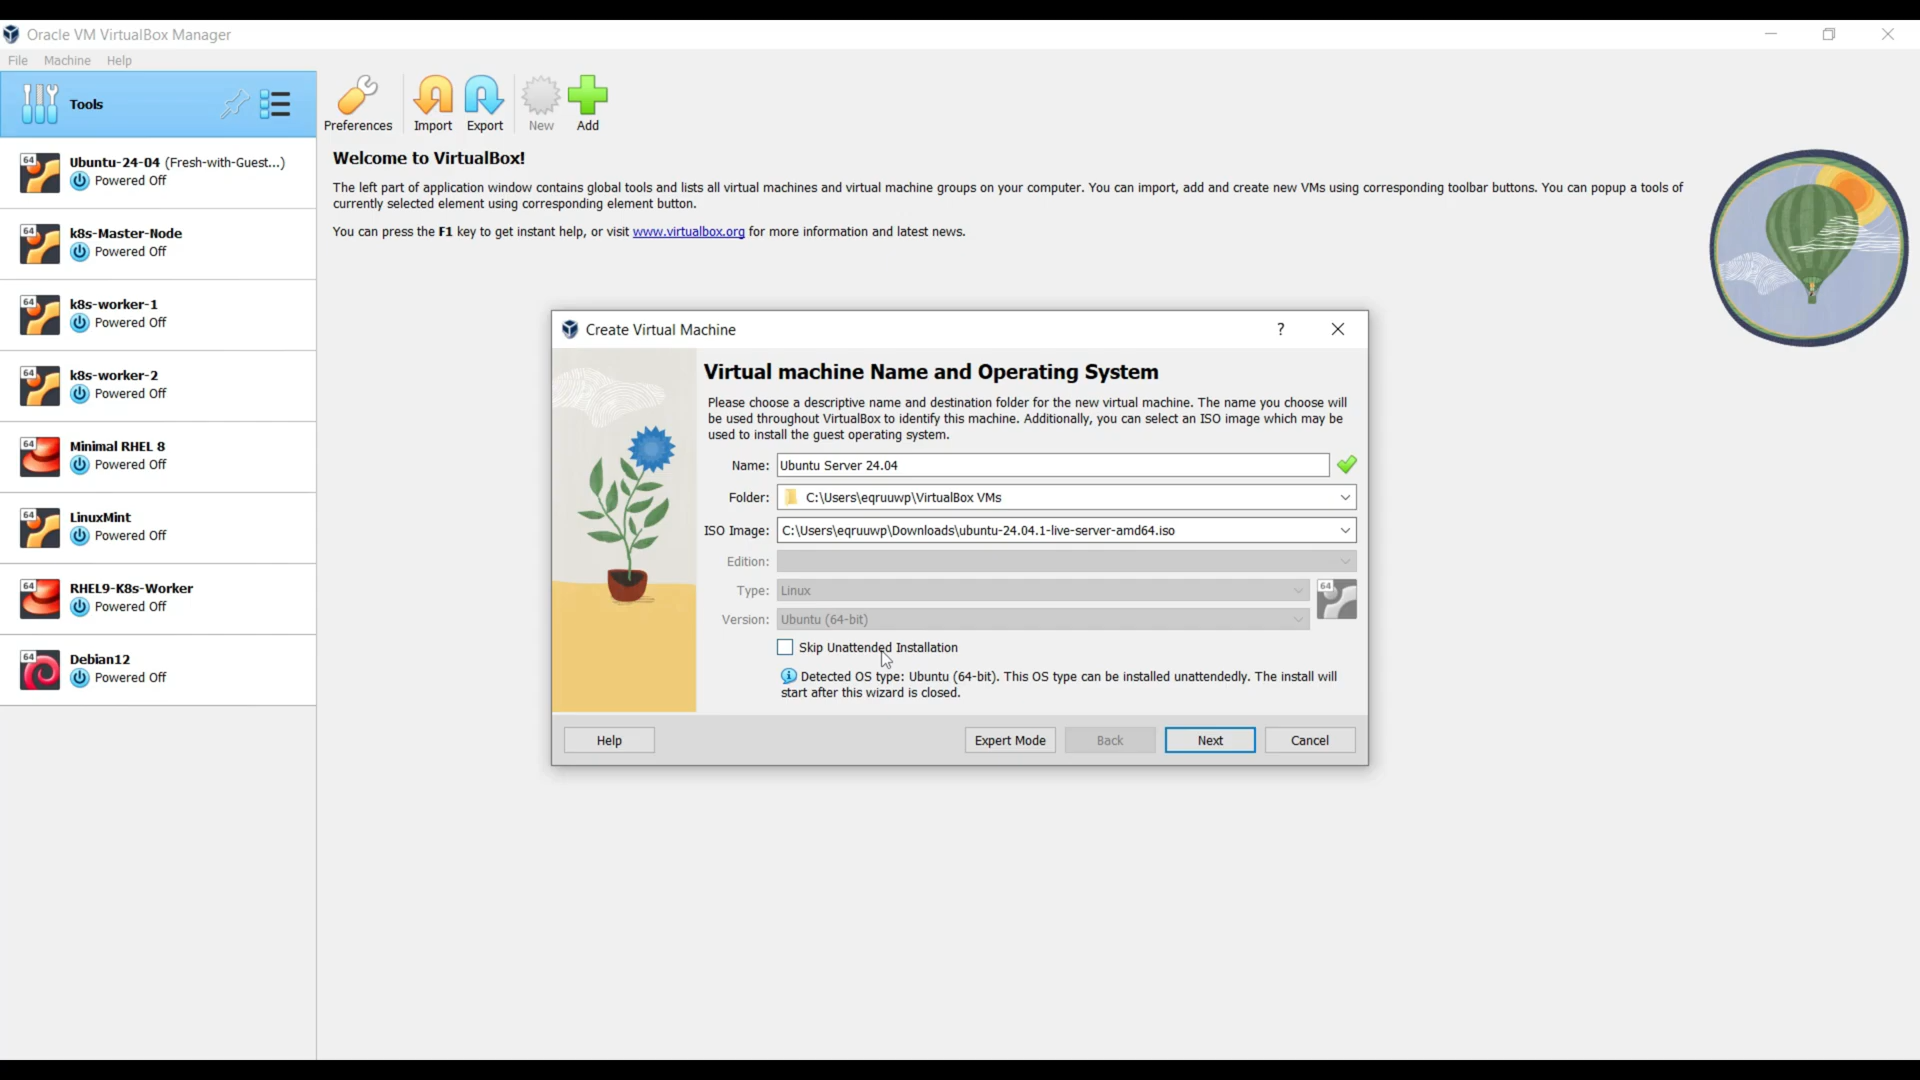 Oracle VM VirtualBox Manager
File Machine Help
Tools
Preferences Import Export New Add
64 Ubuntu-24-04 (Fresh-with-Guest...)
Powered Off
64 k8s-Master-Node
Powered Off
64 k8s-worker-1
Powered Off
64 k8s-worker-2
Powered Off
64 Minimal RHEL 8
Powered Off
64 LinuxMint
Powered Off
64 RHEL9-K8s-Worker
Powered Off
64 Debian12
Powered Off
Welcome to VirtualBox!
The left part of application window contains global tools and lists all virtual machines and virtual machine groups on your computer. You can import, add and create new VMs using corresponding toolbar buttons. You can popup a tools of
currently selected element using corresponding element button.
You can press the F1 key to get instant help, or visit www.virtualbox.org for more information and latest news.
Create Virtual Machine ?
Virtual machine Name and Operating System
Please choose a descriptive name and destination folder for the new virtual machine. The name you choose will
be used throughout VirtualBox to identify this machine. Additionally, you can select an ISO image which may be
used to install the guest operating system.
Name: Ubuntu Server 24.04
Folder: C:\Users\eqruuwp\VirtualBox VMs
ISO Image: C:\Users\eqruuwp\Downloads\ubuntu-24.04.1-live-server-amd64.iso
Edition:
Type: Linux 64
Version: Ubuntu (64-bit)
Skip Unattended Installation
Detected OS type: Ubuntu (64-bit). This OS type can be installed unattendedly. The install will
start after this wizard is closed.
Help Expert Mode Back Next Cancel